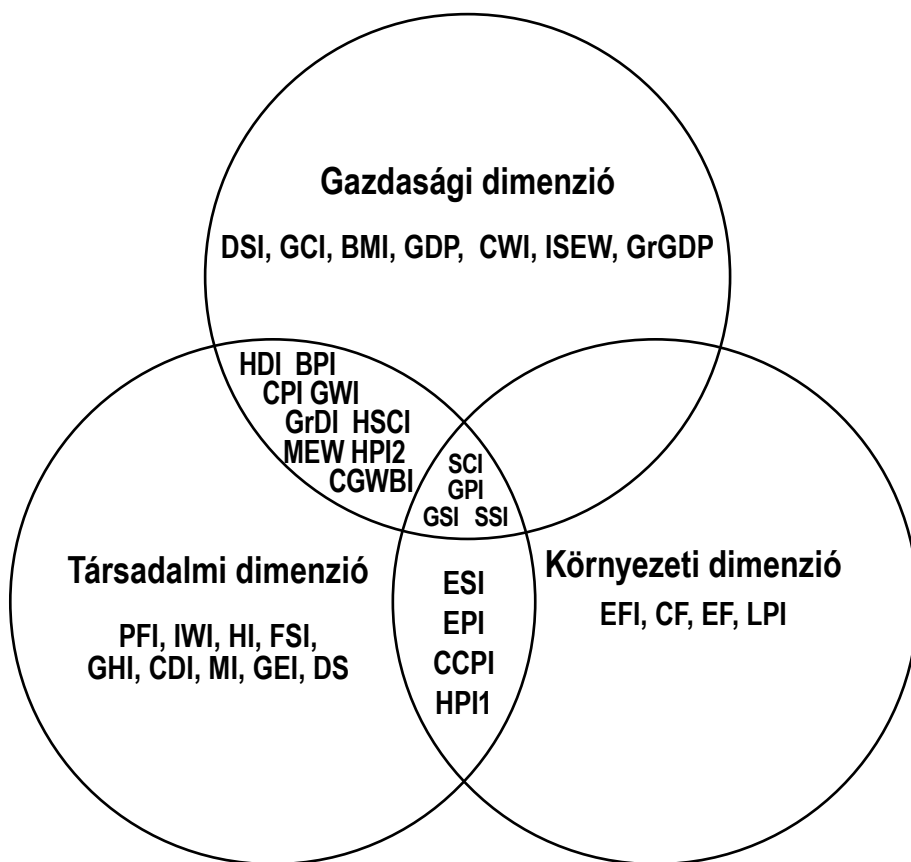 Gazdasági dimenzió
DSI, GCI, BMI, GDP, CWI, ISEW, GrGDP
HDI BPI
CPI GWI
GrDI HSCI
MEW HPI2
CGWBI
SCI
GPI
GSI SSI
Társadalmi dimenzió
PFI, IWI, HI, FSI,
GHI, CDI, MI, GEI, DS
ESI
EPI
CCPI
HPI1
Környezeti dimenzió
EFI, CF, EF, LPI